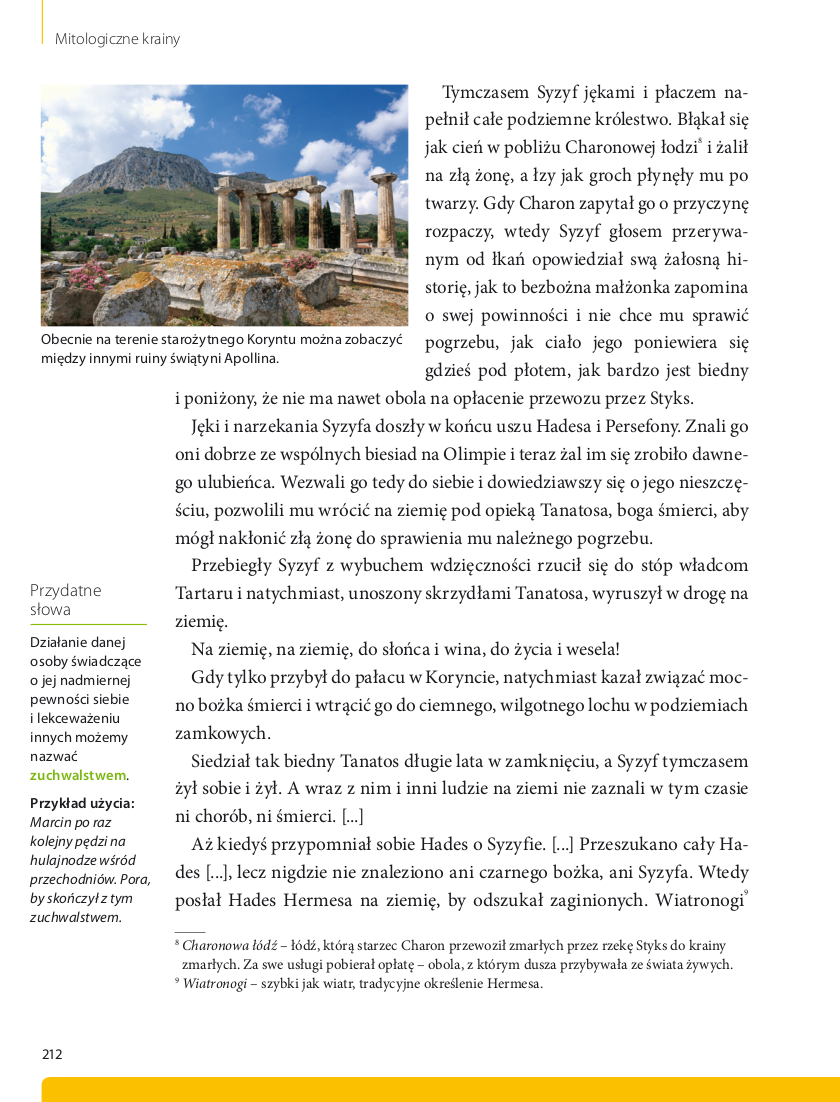 Mitologiczne krainy
Tymczasem Syzyf jękami i płaczem na-
pełnił całe podziemne królestwo. Błąkał się
jak cień w pobliżu Charonowej łodzi⁸ i żalił
na złą żonę, a łzy jak groch płynęły mu po
twarzy. Gdy Charon zapytał go o przyczynę
rozpaczy, wtedy Syzyf głosem przerywa-
nym od łkań opowiedział swą żałosną hi-
storię, jak to bezbożna małżonka zapomina
o swej powinności i nie chce mu sprawić
pogrzebu, jak ciało jego poniewiera się
gdzieś pod płotem, jak bardzo jest biedny
i poniżony, że nie ma nawet obola na opłacenie przewozu przez Styks.
Obecnie na terenie starożytnego Koryntu można zobaczyć
między innymi ruiny świątyni Apollina.
Jęki i narzekania Syzyfa doszły w końcu uszu Hadesa i Persefony. Znali go
oni dobrze ze wspólnych biesiad na Olimpie i teraz żal im się zrobiło dawne-
go ulubieńca. Wezwali go tedy do siebie i dowiedziawszy się o jego nieszczę-
ściu, pozwolili mu wrócić na ziemię pod opieką Tanatosa, boga śmierci, aby
mógł nakłonić złą żonę do sprawienia mu należnego pogrzebu.
Przebiegły Syzyf z wybuchem wdzięczności rzucił się do stóp władcom
Tartaru i natychmiast, unoszony skrzydłami Tanatosa, wyruszył w drogę na
ziemię.
Na ziemię, na ziemię, do słońca i wina, do życia i wesela!
Gdy tylko przybył do pałacu w Koryncie, natychmiast kazał związać moc-
no bożka śmierci i wtrącić go do ciemnego, wilgotnego lochu w podziemiach
zamkowych.
Siedział tak biedny Tanatos długie lata w zamknięciu, a Syzyf tymczasem
żył sobie i żył. A wraz z nim i inni ludzie na ziemi nie zaznali w tym czasie
ni chorób, ni śmierci. [...]
Aż kiedyś przypomniał sobie Hades o Syzyfie. [...] Przeszukano cały Ha-
des [...], lecz nigdzie nie znaleziono ani czarnego bożka, ani Syzyfa. Wtedy
posłał Hades Hermesa na ziemię, by odszukał zaginionych. Wiatronogi⁹
Przydatne
słowa
Działanie danej
osoby świadczące
o jej nadmiernej
pewności siebie
i lekceważeniu
innych możemy
nazwać
zuchwalstwem.
Przykład użycia:
Marcin po raz
kolejny pędzi na
hulajnodze wśród
przechodniów. Pora,
by skończył z tym
zuchwalstwem.
⁸ Charonowa łódź – łódź, którą starzec Charon przewoził zmarłych przez rzekę Styks do krainy
zmarłych. Za swe usługi pobierał opłatę – obola, z którym dusza przybywała ze świata żywych.
⁹ Wiatronogi – szybki jak wiatr, tradycyjne określenie Hermesa.
212